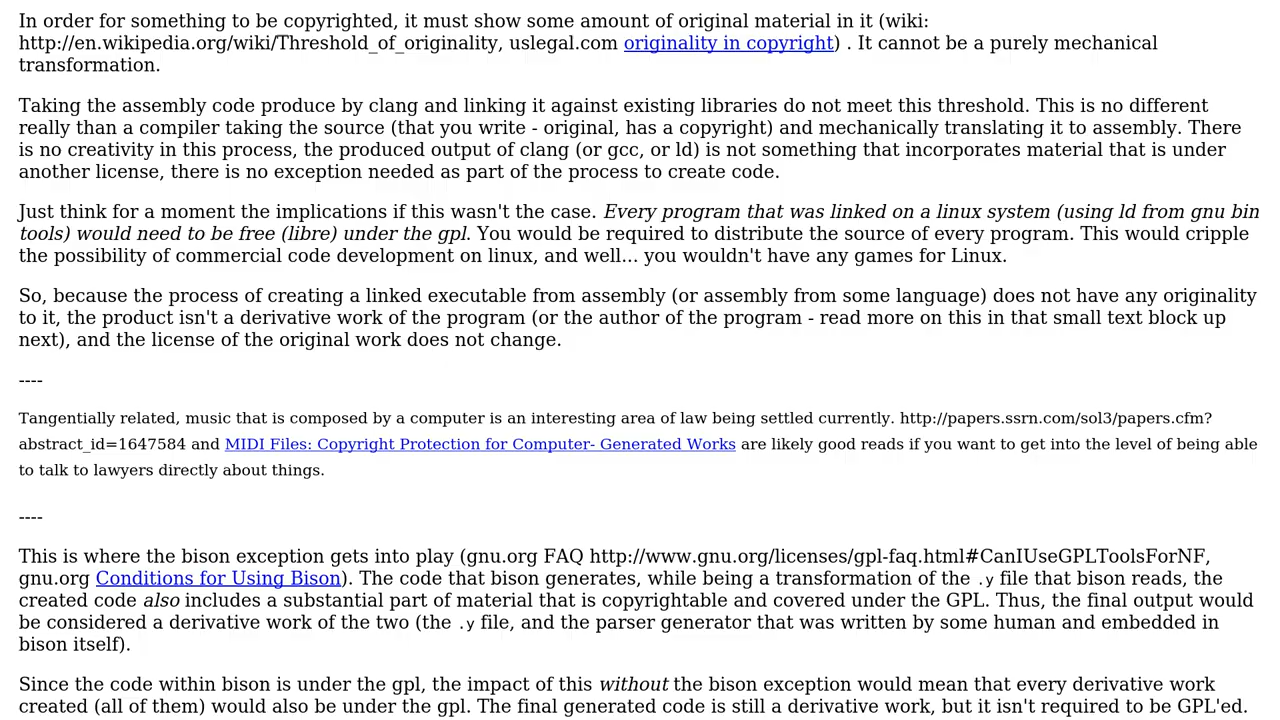 In order for something to be copyrighted, it must show some amount of original material in it (wiki:
http://en.wikipedia.org/wiki/Threshold_of_originality, uslegal.com originality in copyright) . It cannot be a purely mechanical
transformation.
Taking the assembly code produce by clang and linking it against existing libraries do not meet this threshold. This is no different
really than a compiler taking the source (that you write - original, has a copyright) and mechanically translating it to assembly. There
is no creativity in this process, the produced output of clang (or gcc, or ld) is not something that incorporates material that is under
another license, there is no exception needed as part of the process to create code.
Just think for a moment the implications if this wasn't the case. Every program that was linked on a linux system (using ld from gnu bin
tools) would need to be free (libre) under the gpl. You would be required to distribute the source of every program. This would cripple
the possibility of commercial code development on linux, and well... you wouldn't have any games for Linux.
So, because the process of creating a linked executable from assembly (or assembly from some language) does not have any originality
to it, the product isn't a derivative work of the program (or the author of the program - read more on this in that small text block up
next), and the license of the original work does not change.
----
Tangentially related, music that is composed by a computer is an interesting area of law being settled currently. http://papers.ssrn.com/sol3/papers.cfm?
abstract_id=1647584 and MIDI Files: Copyright Protection for Computer- Generated Works are likely good reads if you want to get into the level of being able
to talk to lawyers directly about things.
----
This is where the bison exception gets into play (gnu.org FAQ http://www.gnu.org/licenses/gpl-faq.html#CanIUseGPLToolsForNF,
gnu.org Conditions for Using Bison). The code that bison generates, while being a transformation of the .y file that bison reads, the
created code also includes a substantial part of material that is copyrightable and covered under the GPL. Thus, the final output would
be considered a derivative work of the two (the .y file, and the parser generator that was written by some human and embedded in
bison itself).
Since the code within bison is under the gpl, the impact of this without the bison exception would mean that every derivative work
created (all of them) would also be under the gpl. The final generated code is still a derivative work, but it isn't required to be GPL'ed.